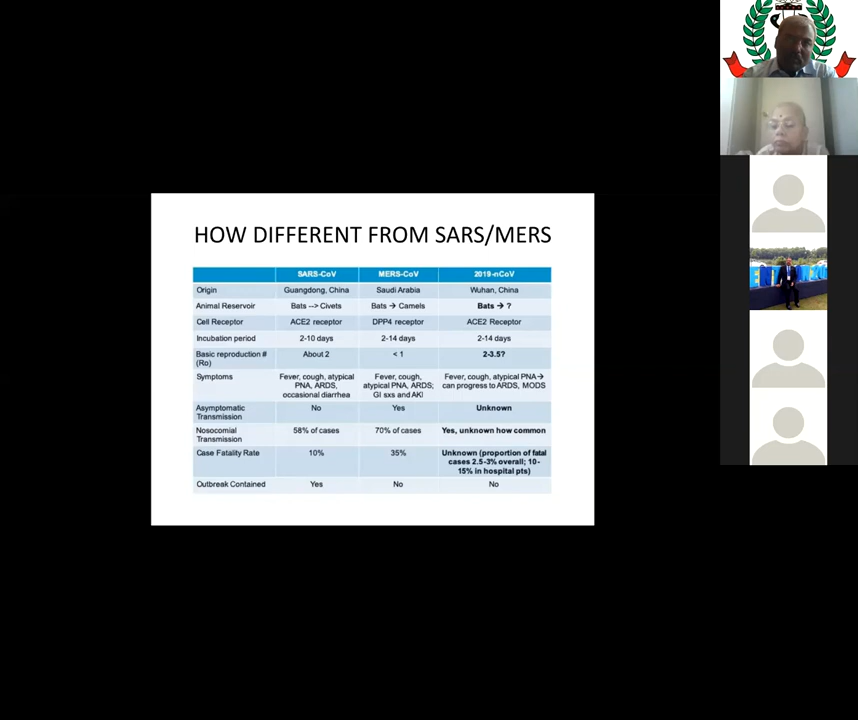 HOW DIFFERENT FROM SARS/MERS
SARS-CoV MERS-CoV 2019-nCoV
Origin Guangdong, China Saudi Arabia Wuhan, China
Animal Reservoir Bats --> Civets Bats → Camels Bats → ?
Cell Receptor ACE2 receptor DPP4 receptor ACE2 Receptor
Incubation period 2-10 days 2-14 days 2-14 days
Basic reproduction # About 2 < 1 2-3.5?
(Ro)
Symptoms Fever, cough, atypical Fever, cough, Fever, cough, atypical PNA→
PNA, ARDS, atypical PNA, ARDS; can progress to ARDS, MODS
occasional diarrhea GI sxs and AKI
Asymptomatic No Yes Unknown
Transmission
Nosocomial 58% of cases 70% of cases Yes, unknown how common
Transmission
Case Fatality Rate 10% 35% Unknown (proportion of fatal
cases 2.5-3% overall; 10-
15% in hospital pts)
Outbreak Contained Yes No No